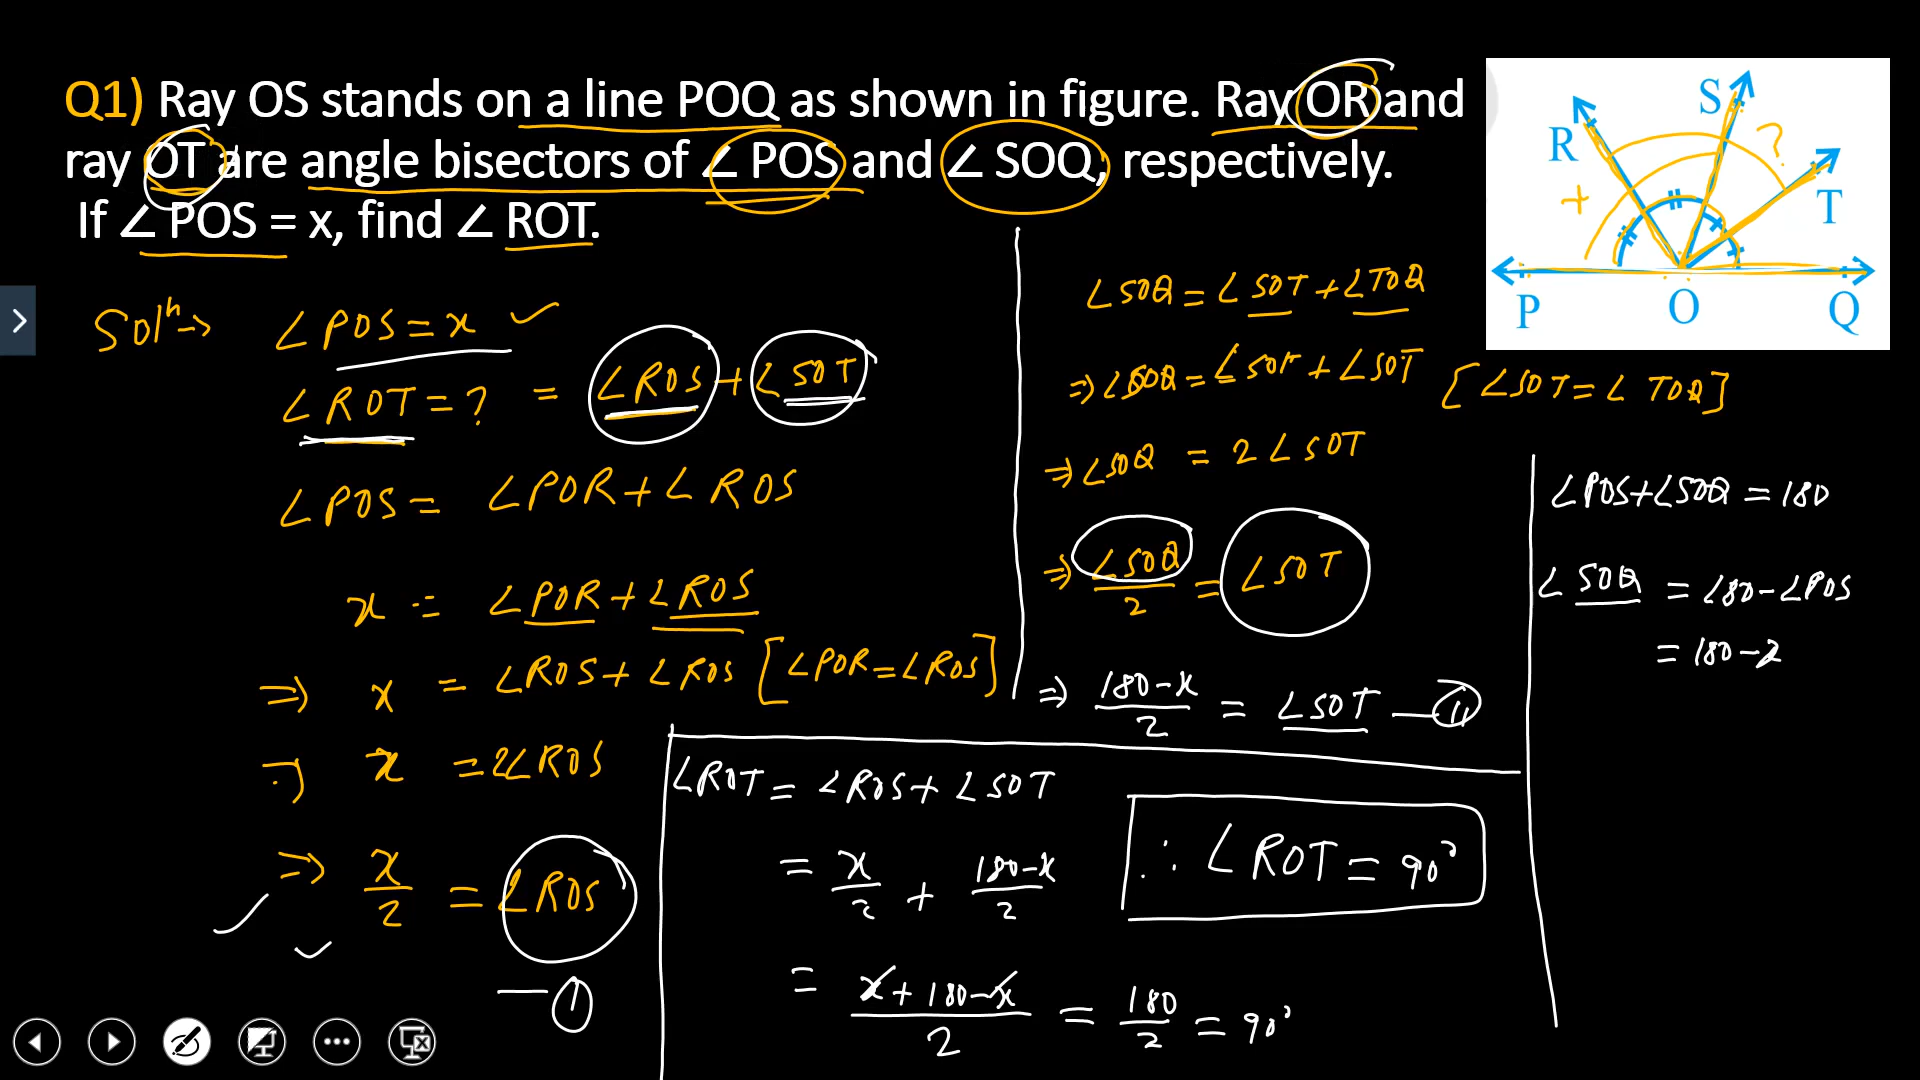 Q1) Ray OS stands on a line POQ as shown in figure. Ray OR and
ray OT are angle bisectors of ∠ POS and ∠ SOQ, respectively.
If ∠ POS = x, find ∠ ROT.
R
S
?
x
T
P
O
Q
Solⁿ→ ∠POS = x
∠ROT = ? = ∠ROS + ∠SOT
∠POS = ∠POR + ∠ROS
x = ∠POR + ∠ROS
⇒ x = ∠ROS + ∠ROS [∠POR = ∠ROS]
⇒ x = 2∠ROS
⇒ x/2 = ∠ROS
— ①
∠SOQ = ∠SOT + ∠TOQ
⇒ ∠SOQ = ∠SOT + ∠SOT [∠SOT = ∠TOQ]
⇒ ∠SOQ = 2∠SOT
⇒ ∠SOQ/2 = ∠SOT
⇒ 180-x/2 = ∠SOT — ⑪
∠POS + ∠SOQ = 180
∠SOQ = 180 - ∠POS
= 180 - x
∠ROT = ∠ROS + ∠SOT
= x/2 + 180-x/2
= x + 180 - x/2 = 180/2 = 90°
∴ ∠ROT = 90°